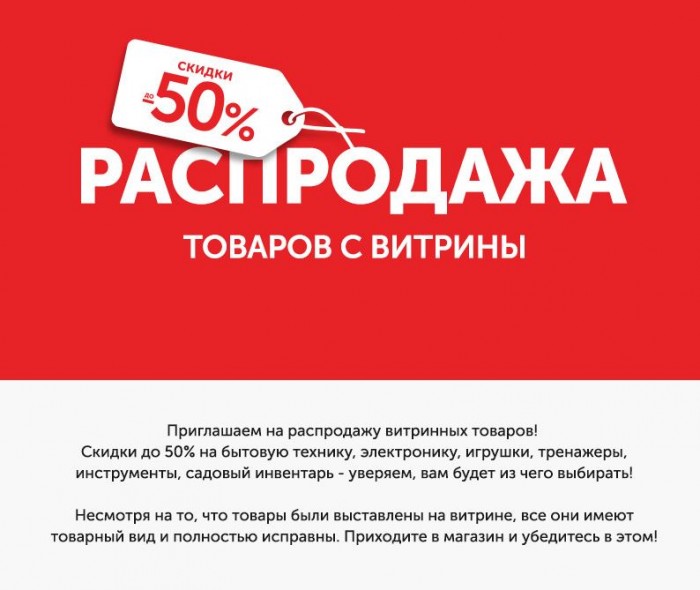 СКИДКИ
ДО -50%
РАСПРОДАЖА
ТОВАРОВ С ВИТРИНЫ
Приглашаем на распродажу витринных товаров!
Скидки до 50% на бытовую технику, электронику, игрушки, тренажеры,
инструменты, садовый инвентарь - уверяем, вам будет из чего выбирать!
Несмотря на то, что товары были выставлены на витрине, все они имеют
товарный вид и полностью исправны. Приходите в магазин и убедитесь в этом!